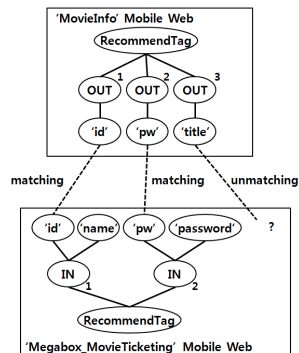 ‘MovieInfo’ Mobile Web
RecommendTag
1 2 3
OUT OUT OUT
‘id’ ‘pw’ ‘title’
matching matching unmatching
‘id’ ‘name’ ‘pw’ ‘password’ ?
IN IN
1 2
RecommendTag
‘Megabox_MovieTicketing’ Mobile Web